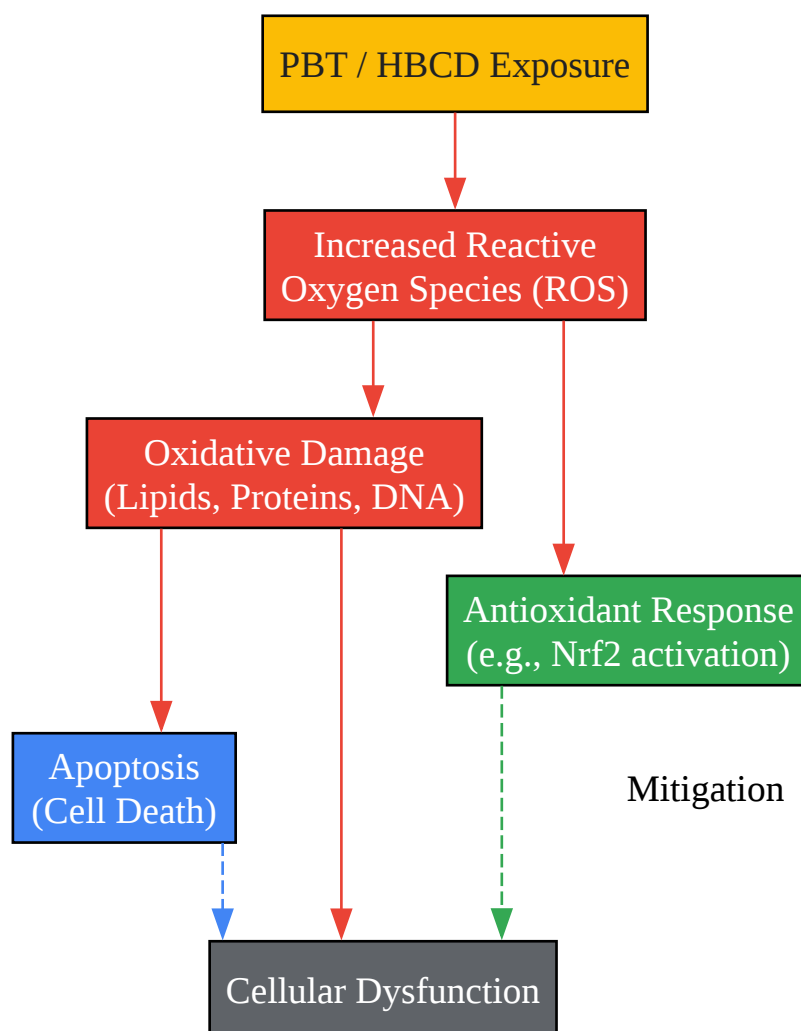 PBT / HBCD Exposure
Increased Reactive
Oxygen Species (ROS)
Oxidative Damage
(Lipids, Proteins, DNA)
Antioxidant Response
(e.g., Nrf2 activation)
Apoptosis
(Cell Death)
Mitigation
Cellular Dysfunction